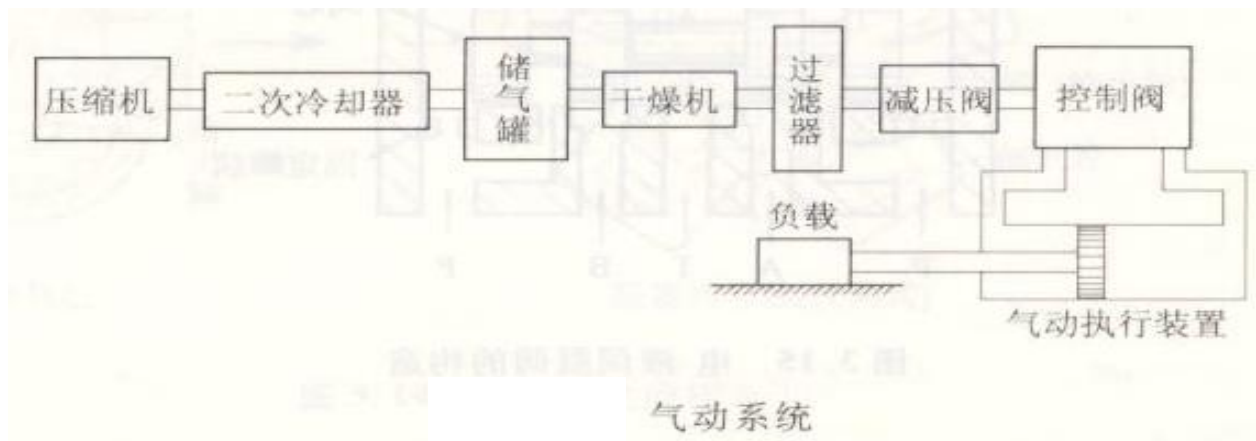 压缩机
二次冷却器
储气罐
干燥机
过滤器
减压阀
控制阀
负载
气动执行装置
气动系统